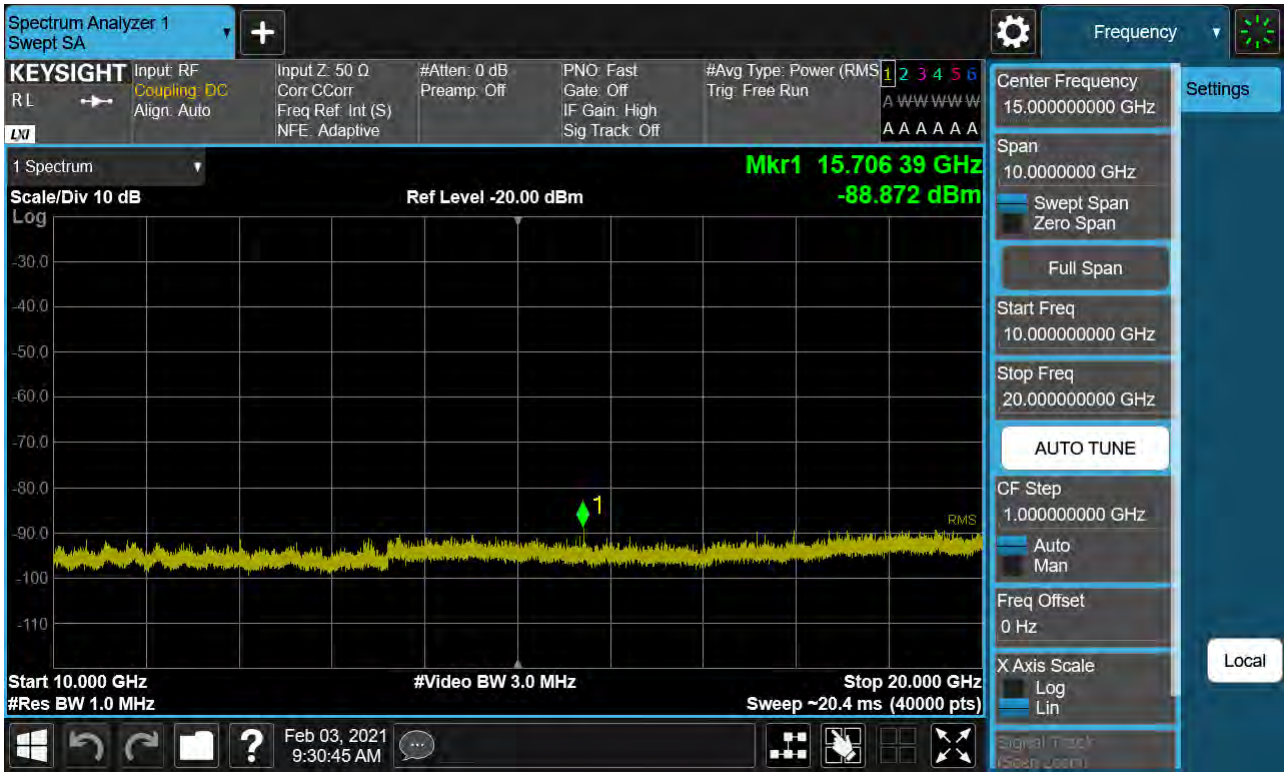 Spectrum Analyzer 1
Swept SA
+
Frequency
KEYSIGHT
RL
LXI
Input: RF
Coupling: DC
Align: Auto
Input Z: 50 Ω
Corr CCorr
Freq Ref: Int (S)
NFE: Adaptive
#Atten: 0 dB
Preamp: Off
PNO: Fast
Gate: Off
IF Gain: High
Sig Track: Off
#Avg Type: Power (RMS
Trig: Free Run
1 2 3 4 5 6
A W W W W W
A A A A A A
1 Spectrum
Scale/Div 10 dB
Log
Ref Level -20.00 dBm
Mkr1 15.706 39 GHz
-88.872 dBm
-30.0
-40.0
-50.0
-60.0
-70.0
-80.0
-90.0
-100
-110
1
RMS
Start 10.000 GHz
#Res BW 1.0 MHz
#Video BW 3.0 MHz
Stop 20.000 GHz
Sweep ~20.4 ms (40000 pts)
Center Frequency
15.000000000 GHz
Span
10.0000000 GHz
Swept Span
Zero Span
Full Span
Start Freq
10.000000000 GHz
Stop Freq
20.000000000 GHz
AUTO TUNE
CF Step
1.000000000 GHz
Auto
Man
Freq Offset
0 Hz
X Axis Scale
Log
Lin
Signal Track
(Span Zoom)
Settings
Local
?
Feb 03, 2021
9:30:45 AM